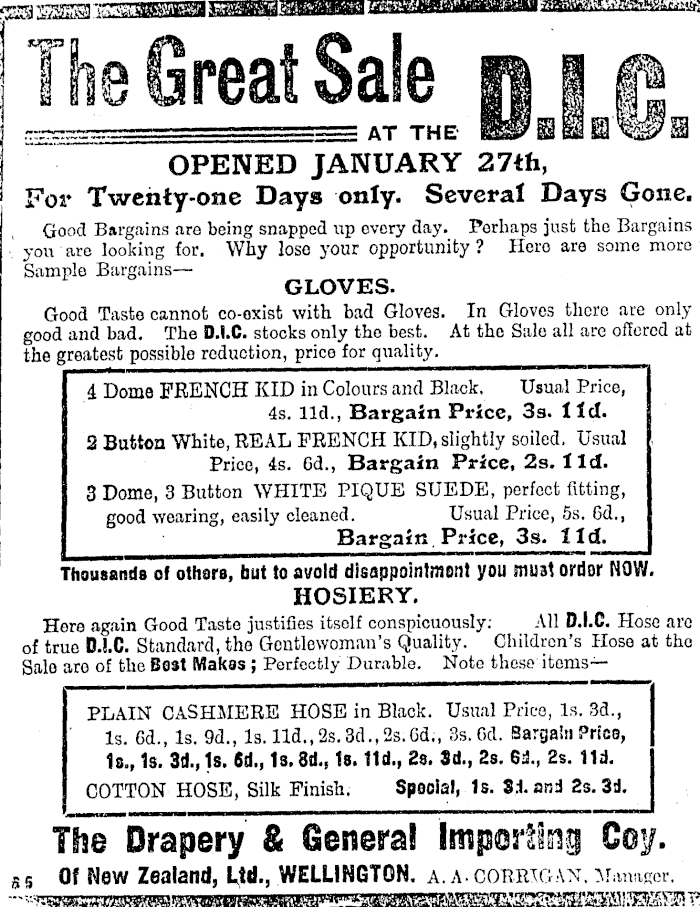 The Great Sale
AT THE D.I.C.
OPENED JANUARY 27th,
For Twenty-one Days only. Several Days Gone.
Good Bargains are being snapped up every day. Perhaps just the Bargains
you are looking for. Why lose your opportunity? Here are some more
Sample Bargains—
GLOVES.
Good Taste cannot co-exist with bad Gloves. In Gloves there are only
good and bad. The D.I.C. stocks only the best. At the Sale all are offered at
the greatest possible reduction, price for quality.
4 Dome FRENCH KID in Colours and Black. Usual Price,
4s. 11d., Bargain Price, 3s. 11d.
2 Button White, REAL FRENCH KID, slightly soiled. Usual
Price, 4s. 6d., Bargain Price, 2s. 11d.
3 Dome, 3 Button WHITE PIQUE SUEDE, perfect fitting,
good wearing, easily cleaned. Usual Price, 5s. 6d.,
Bargain Price, 3s. 11d.
Thousands of others, but to avoid disappointment you must order NOW.
HOSIERY.
Here again Good Taste justifies itself conspicuously: All D.I.C. Hose are
of true D.I.C. Standard, the Gentlewoman's Quality. Children's Hose at the
Sale are of the Best Makes; Perfectly Durable. Note these items—
PLAIN CASHMERE HOSE in Black. Usual Price, 1s. 3d.,
1s. 6d., 1s. 9d., 1s. 11d., 2s. 3d., 2s. 6d., 3s. 6d. Bargain Price,
1s., 1s. 3d., 1s. 6d., 1s. 8d., 1s. 11d., 2s. 3d., 2s. 6d., 2s. 11d.
COTTON HOSE, Silk Finish. Special, 1s. 3d. and 2s. 3d.
The Drapery & General Importing Coy.
Of New Zealand, Ltd., WELLINGTON. A. A. CORRIGAN, Manager.